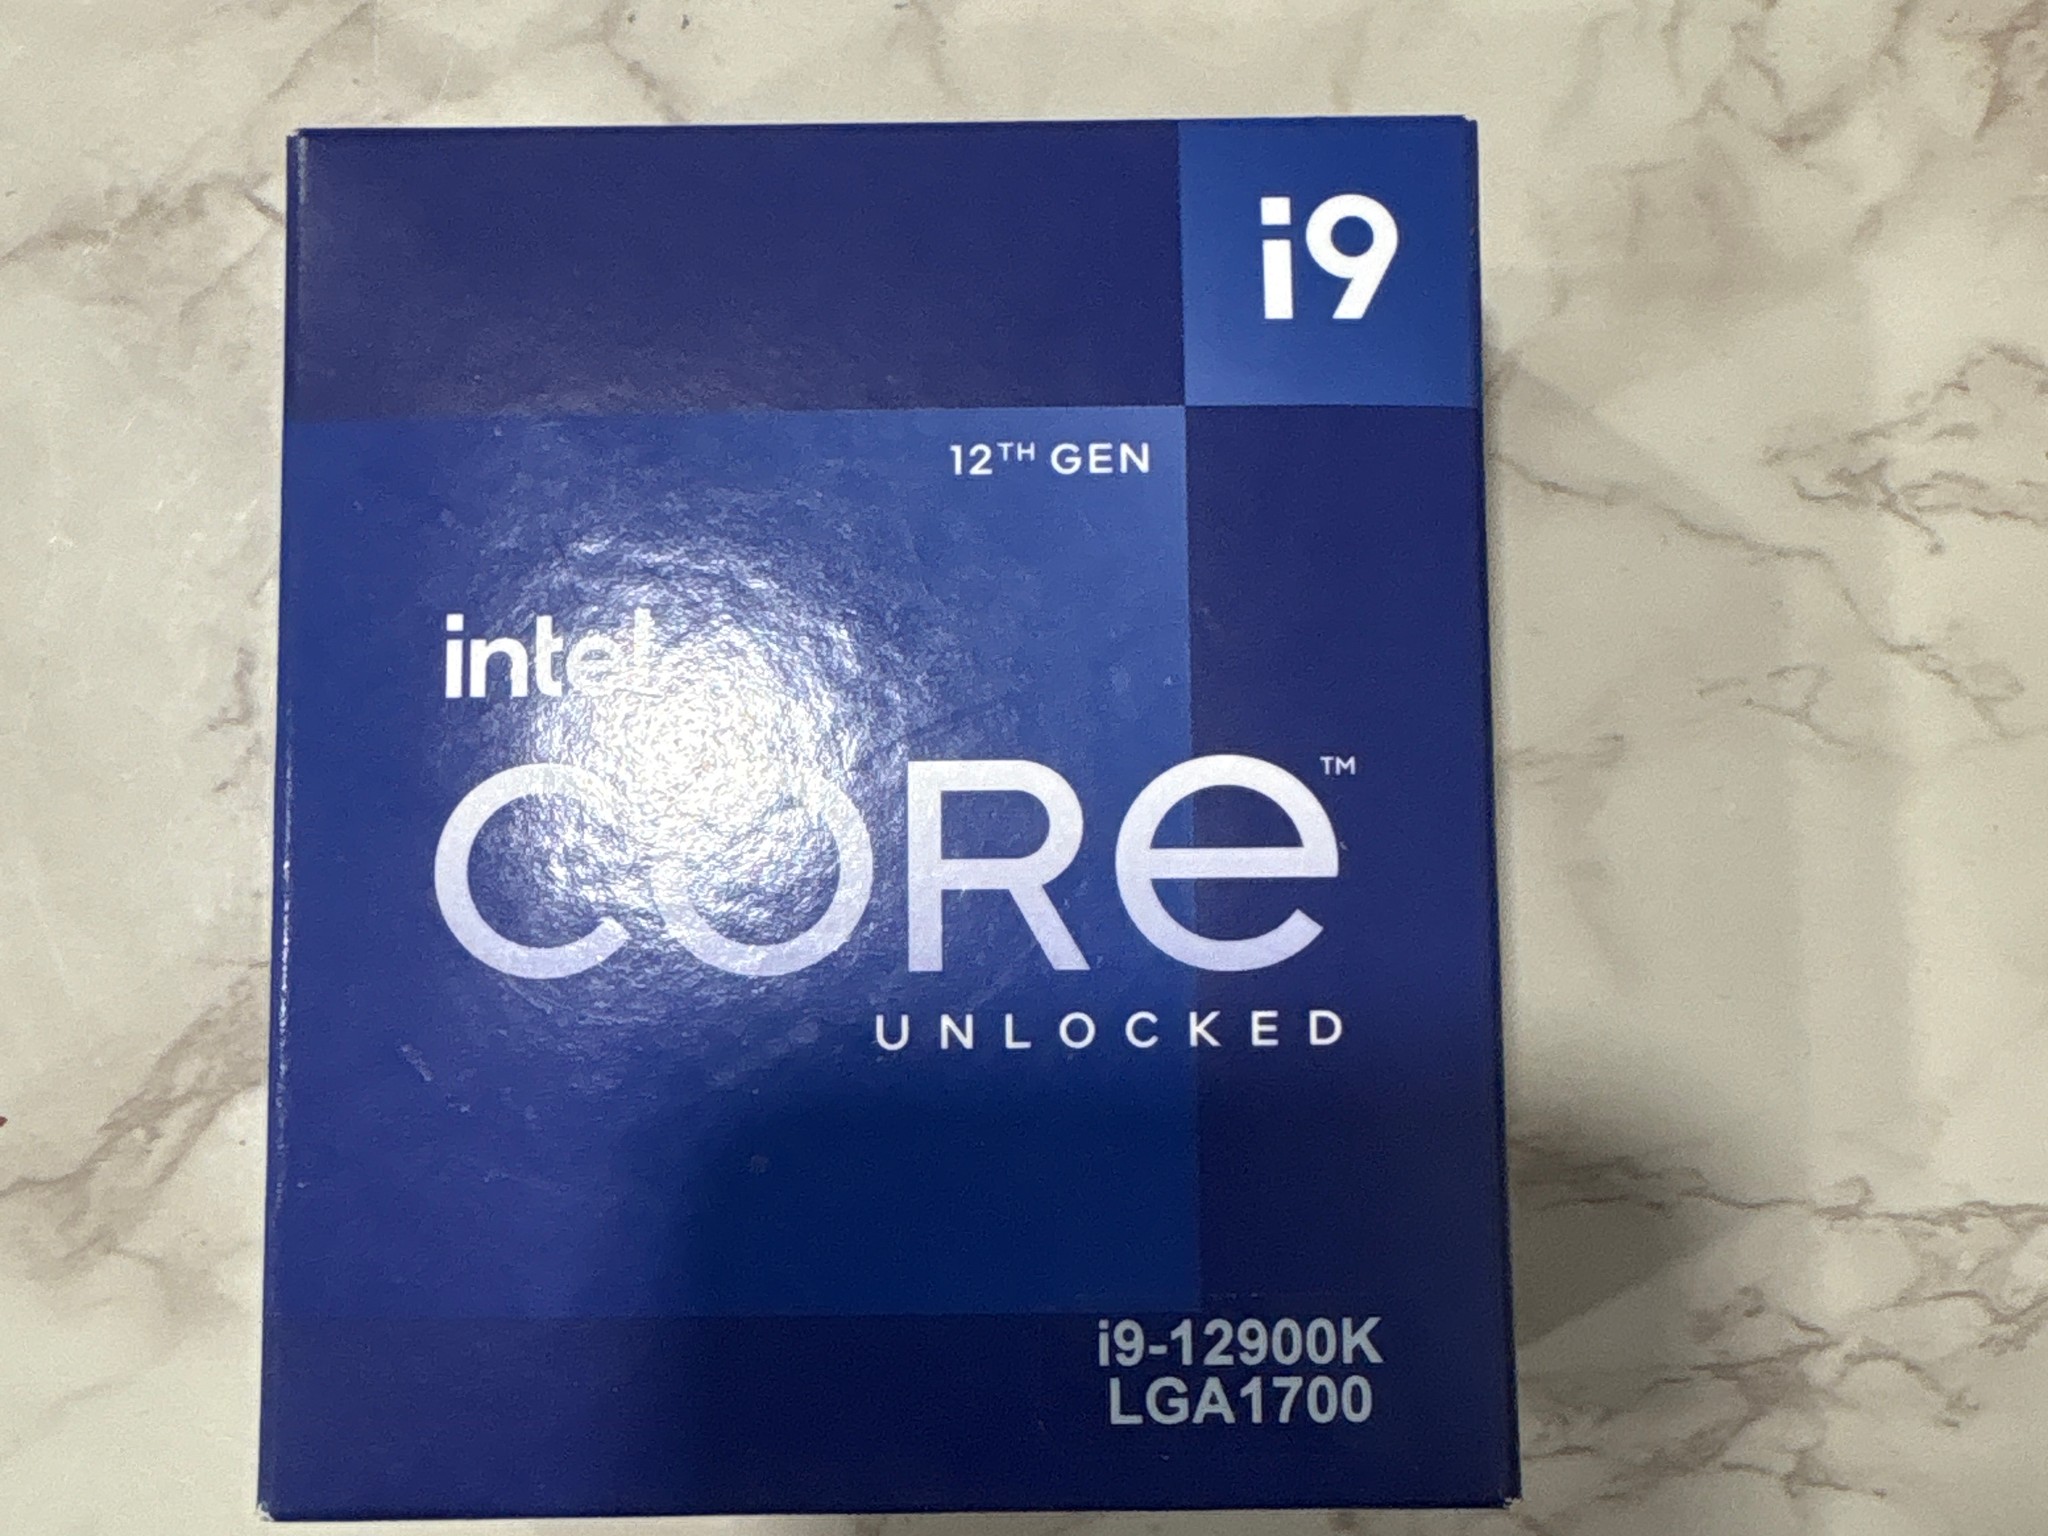 i9
12TH GEN
intel
CORe™
UNLOCKED
i9-12900K
LGA1700